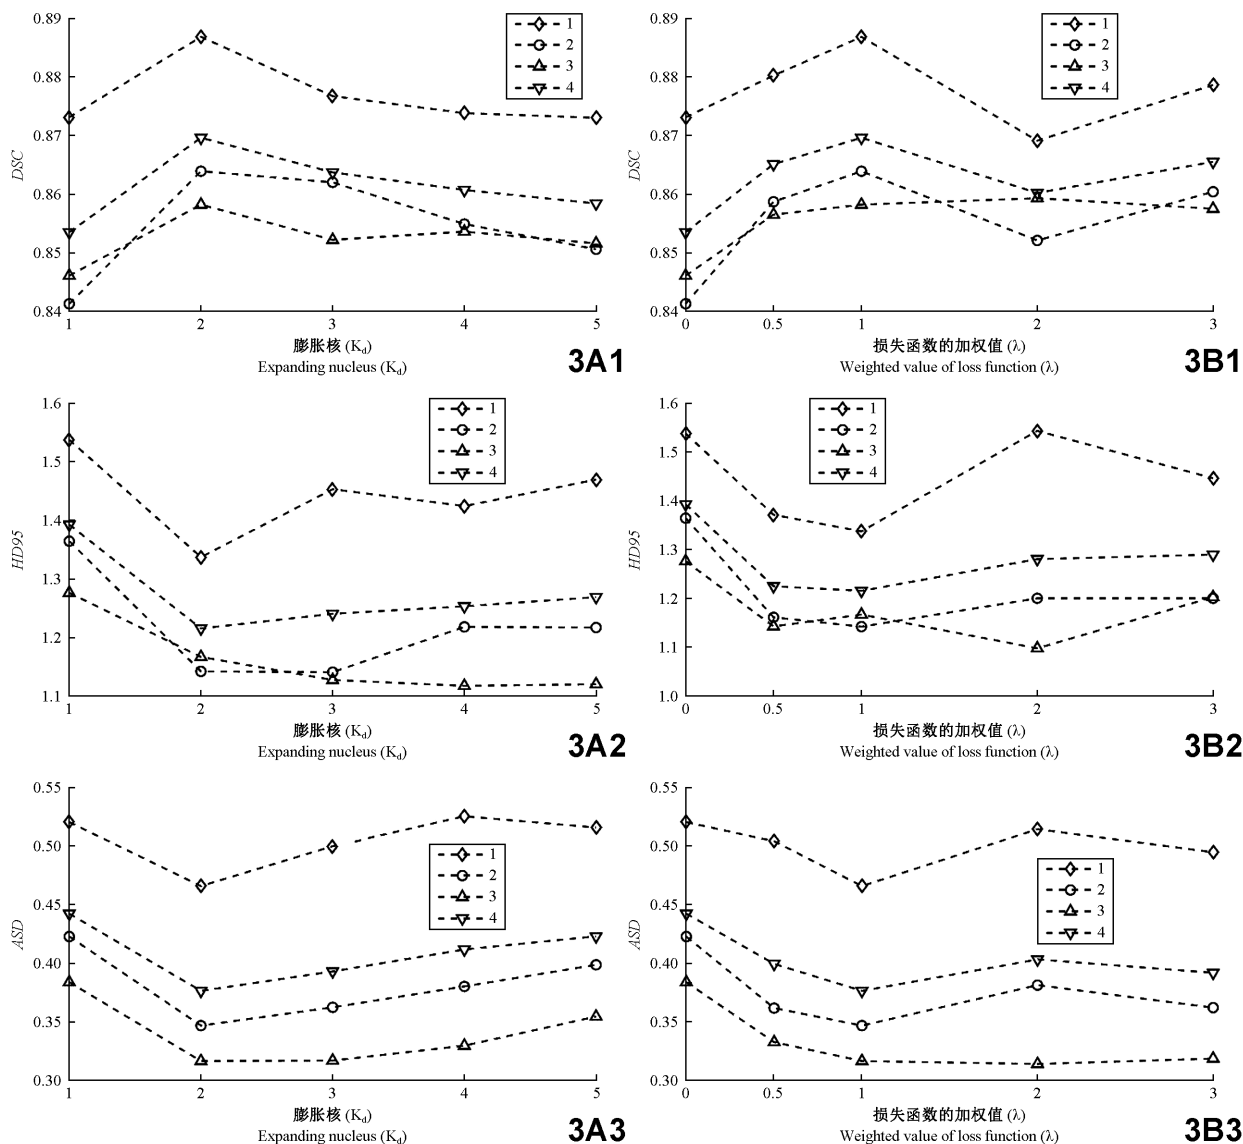 0.89
0.88
0.87
0.86
0.85
0.84
DSC
1
2
3
4
1 2 3 4 5
膨胀核 (Kd)
Expanding nucleus (Kd)
3A1
0.89
0.88
0.87
0.86
0.85
0.84
DSC
1
2
3
4
0 0.5 1 2 3
损失函数的加权值 (λ)
Weighted value of loss function (λ)
3B1
1.6
1.5
1.4
1.3
1.2
1.1
HD95
1
2
3
4
1 2 3 4 5
膨胀核 (Kd)
Expanding nucleus (Kd)
3A2
1.6
1.5
1.4
1.3
1.2
1.1
1.0
HD95
1
2
3
4
0 0.5 1 2 3
损失函数的加权值 (λ)
Weighted value of loss function (λ)
3B2
0.55
0.50
0.45
0.40
0.35
0.30
ASD
1
2
3
4
1 2 3 4 5
膨胀核 (Kd)
Expanding nucleus (Kd)
3A3
0.55
0.50
0.45
0.40
0.35
0.30
ASD
1
2
3
4
0 0.5 1 2 3
损失函数的加权值 (λ)
Weighted value of loss function (λ)
3B3